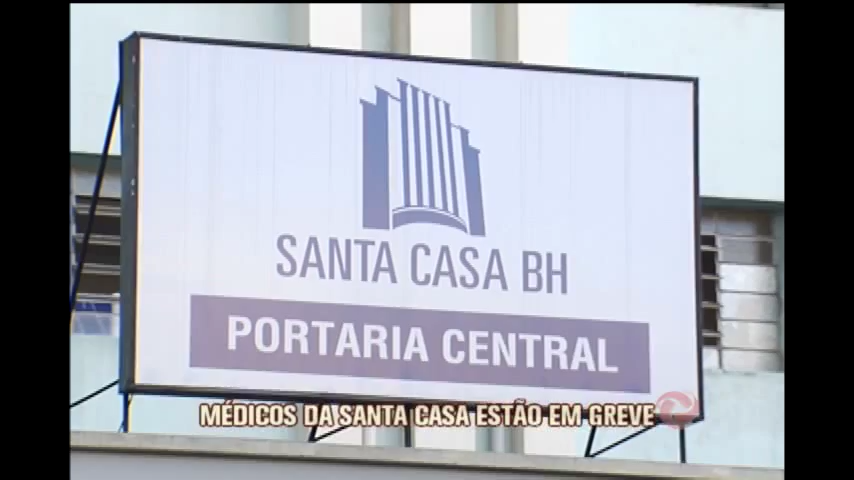 SANTA CASA BH
PORTARIA CENTRAL
MÉDICOS DA SANTA CASA ESTÃO EM GREVE